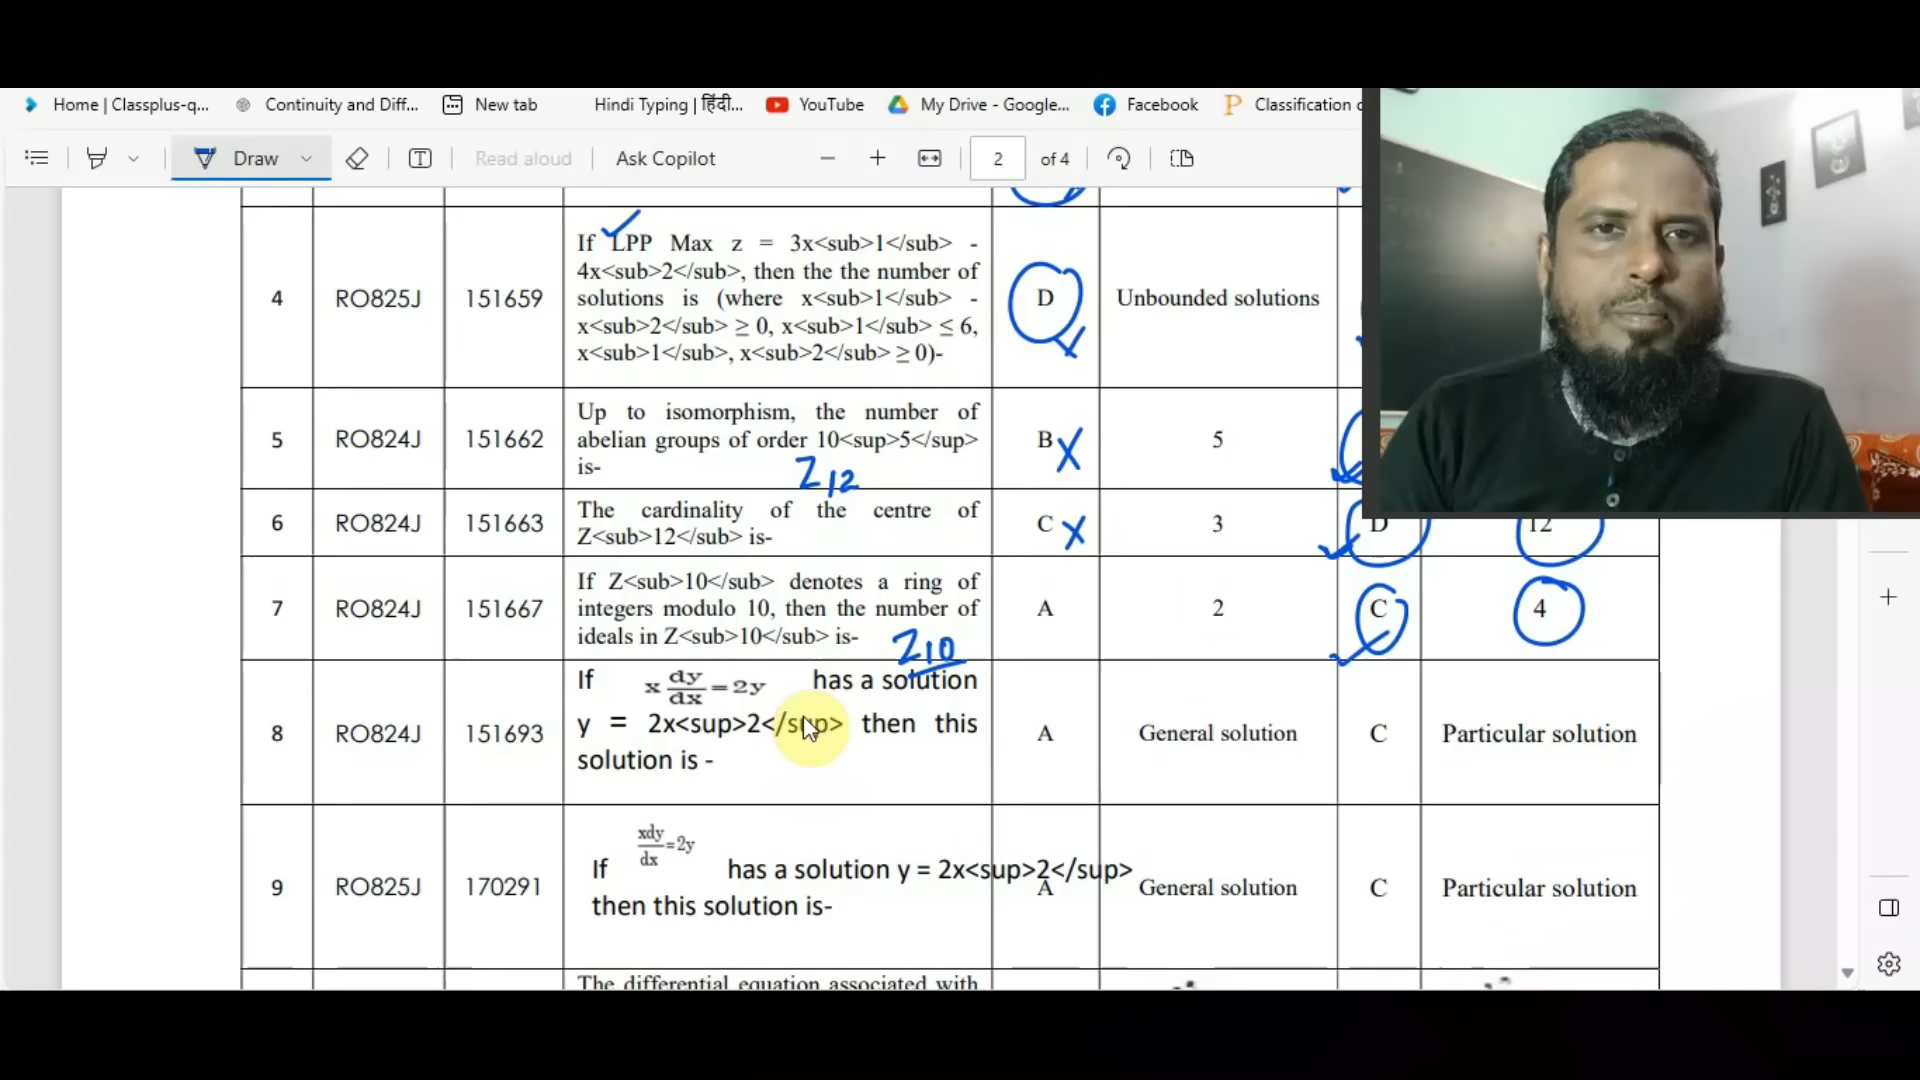 Home | Classplus-q... Continuity and Diff... New tab Hindi Typing | हिंदी... YouTube My Drive - Google... Facebook Classification
Draw Read aloud Ask Copilot 2 of 4
4 RO825J 151659 If LPP Max z = 3x<sub>1</sub> - D Unbounded solutions
4x<sub>2</sub>, then the the number of
solutions is (where x<sub>1</sub> -
x<sub>2</sub> ≥ 0, x<sub>1</sub> ≤ 6,
x<sub>1</sub>, x<sub>2</sub> ≥ 0)-
5 RO824J 151662 Up to isomorphism, the number of B X 5
abelian groups of order 10<sup>5</sup>
is-
Z12
6 RO824J 151663 The cardinality of the centre of C X 3 D 12
Z<sub>12</sub> is-
7 RO824J 151667 If Z<sub>10</sub> denotes a ring of A 2 C 4
integers modulo 10, then the number of
ideals in Z<sub>10</sub> is-
Z10
8 RO824J 151693 If x dy/dx = 2y has a solution A General solution C Particular solution
y = 2x<sup>2</sup> then this
solution is -
9 RO825J 170291 If xdy/dx = 2y has a solution y = 2x<sup>2</sup> A General solution C Particular solution
then this solution is-
The differential equation associated with